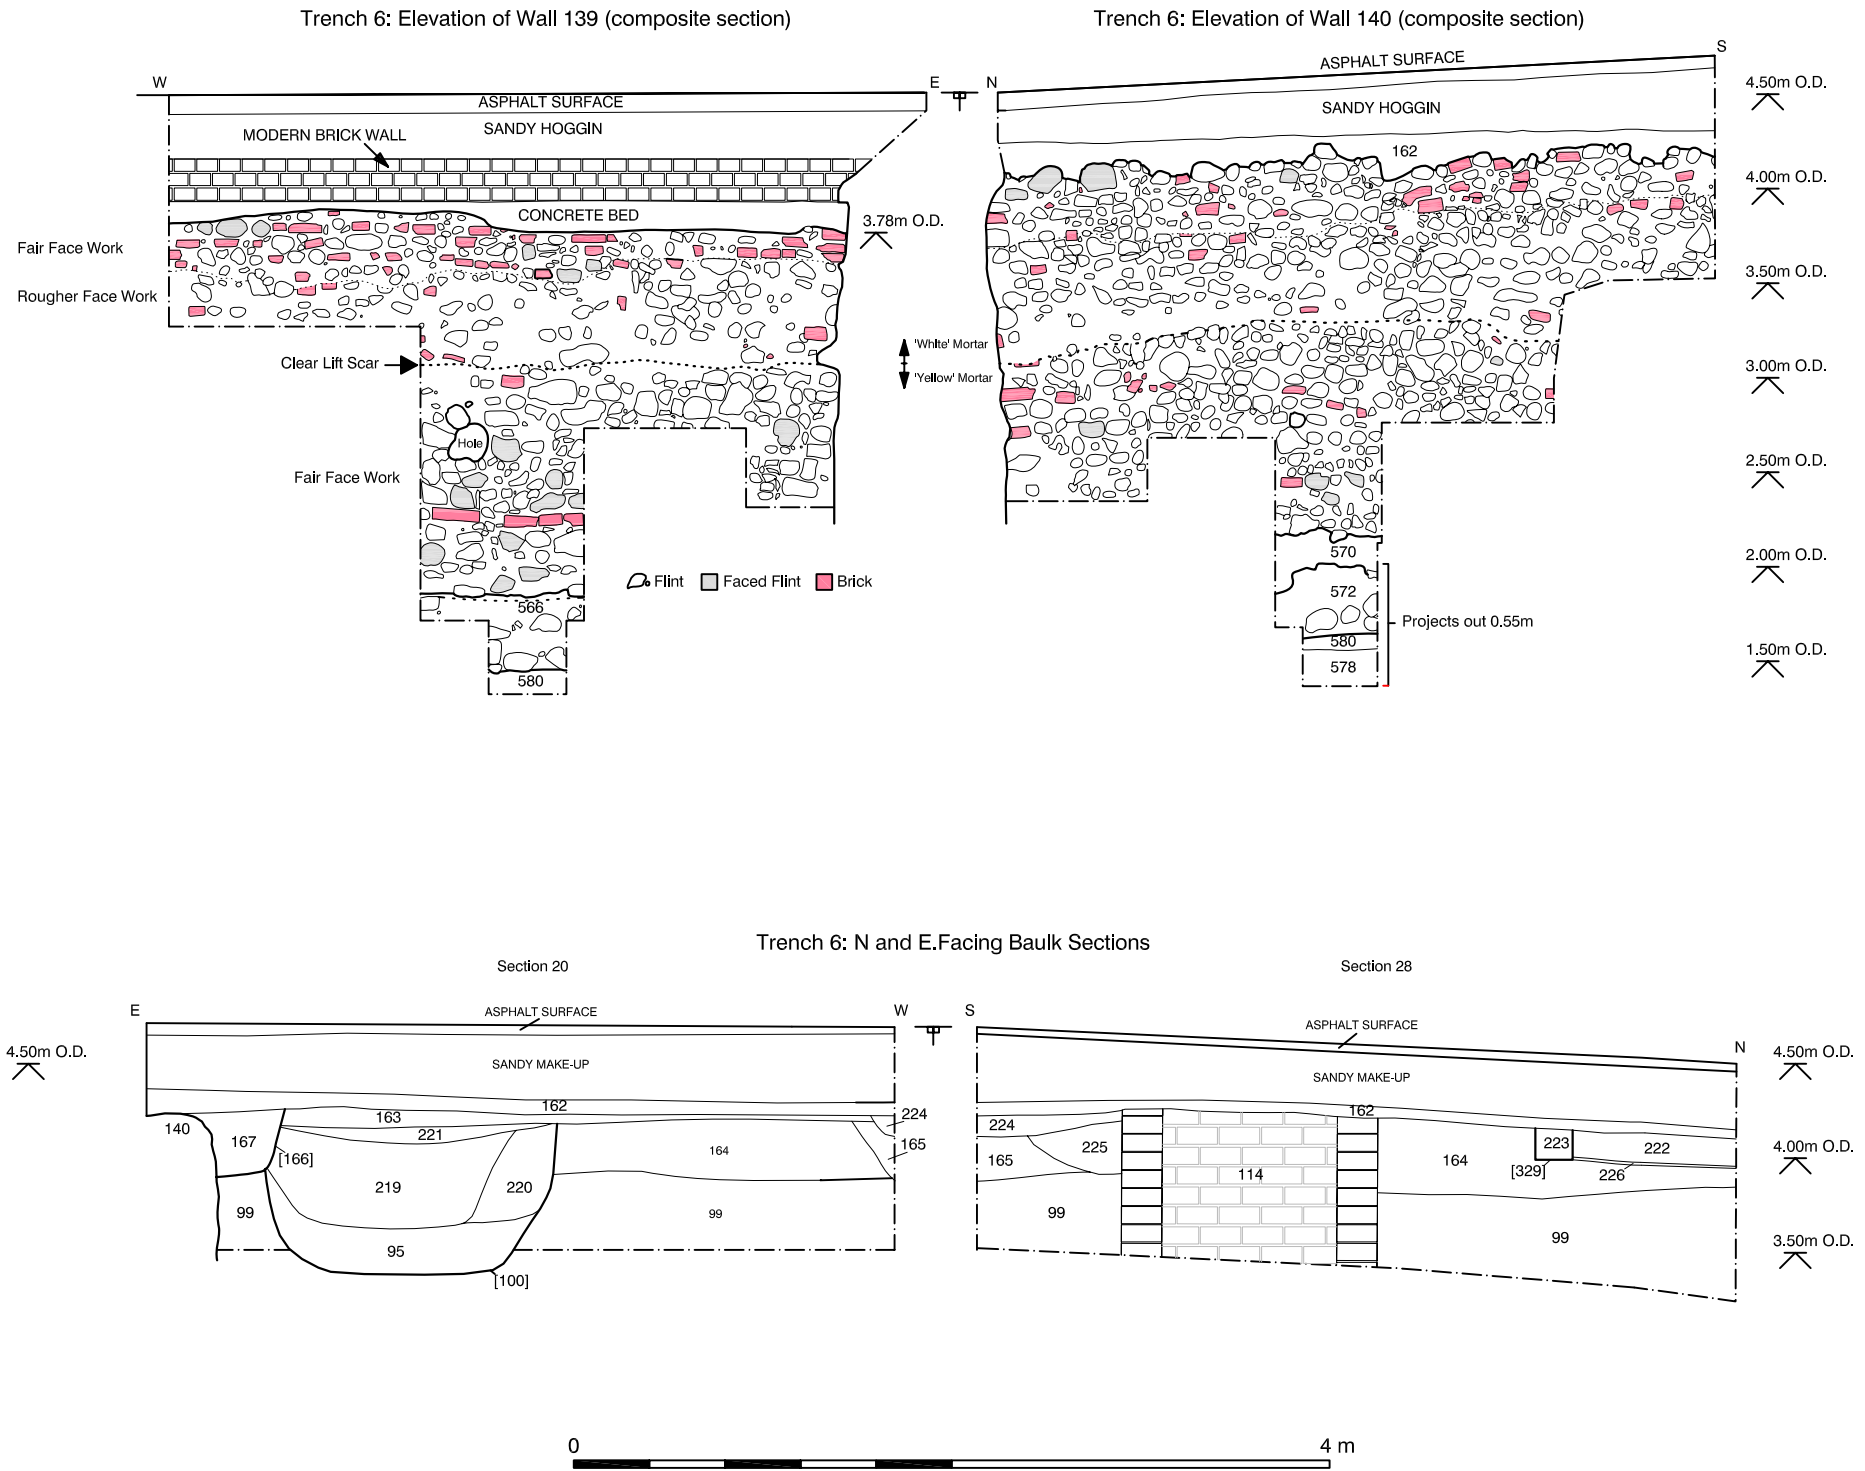 Trench 6: Elevation of Wall 139 (composite section)
Trench 6: Elevation of Wall 140 (composite section)
W
E
N
S
ASPHALT SURFACE
SANDY HOGGIN
MODERN BRICK WALL
CONCRETE BED
3.78m O.D.
Fair Face Work
Rougher Face Work
Clear Lift Scar
Hole
Fair Face Work
566
580
Flint
Faced Flint
Brick
ASPHALT SURFACE
SANDY HOGGIN
162
'White' Mortar
'Yellow' Mortar
570
572
580
578
Projects out 0.55m
4.50m O.D.
4.00m O.D.
3.50m O.D.
3.00m O.D.
2.50m O.D.
2.00m O.D.
1.50m O.D.
Trench 6: N and E.Facing Baulk Sections
Section 20
Section 28
E
W
S
N
4.50m O.D.
ASPHALT SURFACE
SANDY MAKE-UP
162
163
140
221
167
[166]
219
220
164
224
165
99
99
95
[100]
ASPHALT SURFACE
SANDY MAKE-UP
162
224
225
165
114
164
223
222
[329]
226
99
99
4.50m O.D.
4.00m O.D.
3.50m O.D.
0
4 m